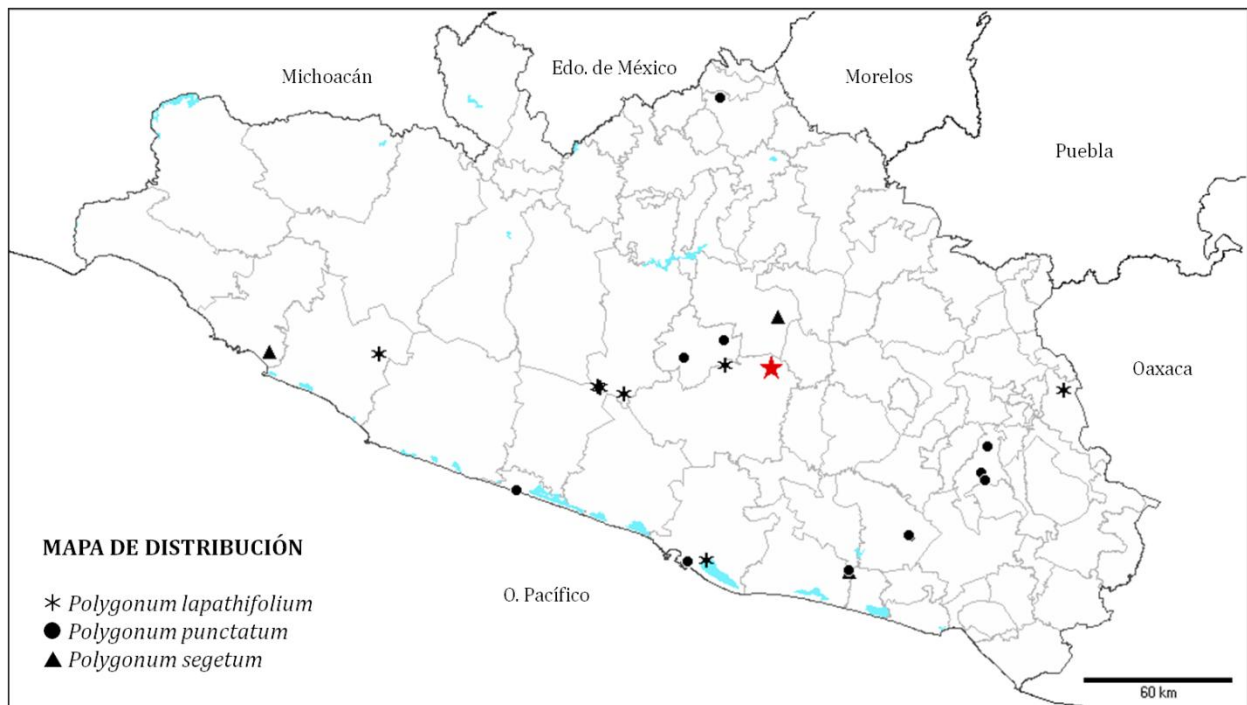 Michoacán
Edo. de México
Morelos
Puebla
Oaxaca
MAPA DE DISTRIBUCIÓN
Polygonum lapathifolium
Polygonum punctatum
Polygonum segetum
O. Pacífico
60 km